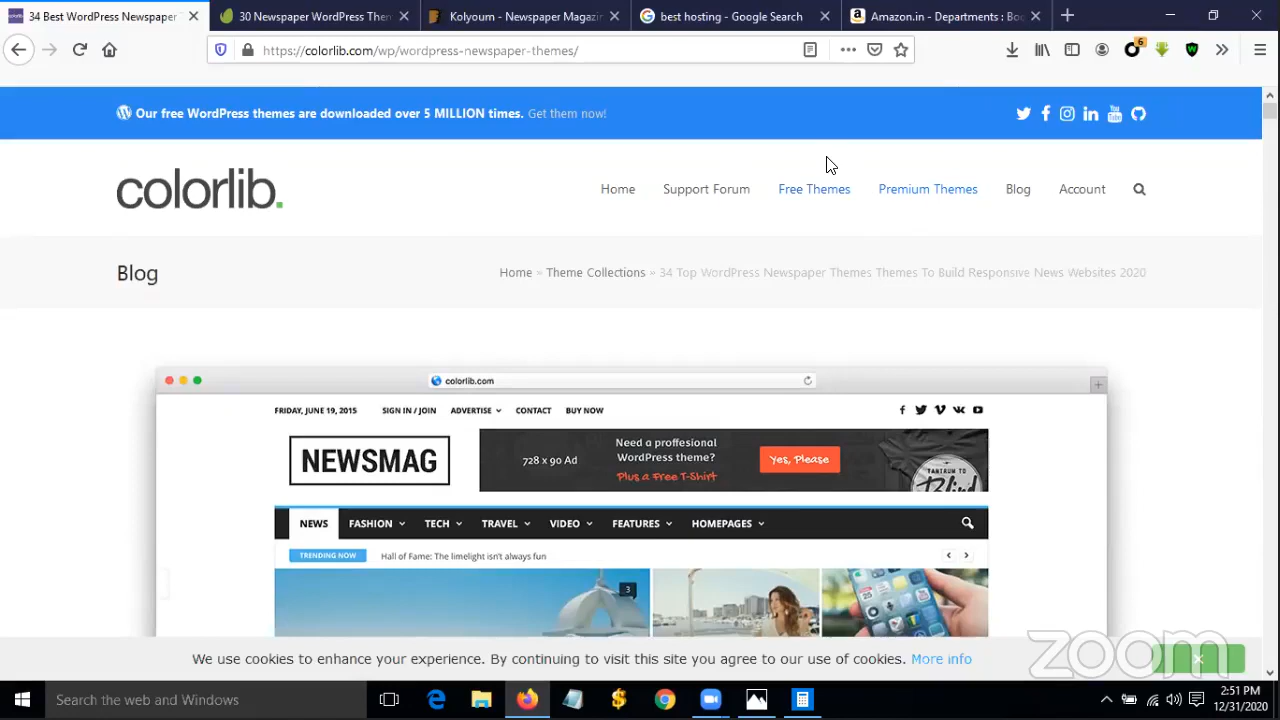 34 Best WordPress Newspaper T
30 Newspaper WordPress Then
Kolyoum - Newspaper Magazin
best hosting - Google Search
Amazon.in - Departments : Boo
https://colorlib.com/wp/wordpress-newspaper-themes/
6
Our free WordPress themes are downloaded over 5 MILLION times. Get them now!
colorlib.
Home
Support Forum
Free Themes
Premium Themes
Blog
Account
Blog
Home » Theme Collections » 34 Top WordPress Newspaper Themes Themes To Build Responsive News Websites 2020
colorlib.com
FRIDAY, JUNE 19, 2015
SIGN IN / JOIN
ADVERTISE
CONTACT
BUY NOW
NEWSMAG
728 x 90 Ad
Need a proffesional
WordPress theme?
Plus a Free T-Shirt
Yes, Please
TANTRUM TO
Blind
NEWS
FASHION
TECH
TRAVEL
VIDEO
FEATURES
HOMEPAGES
TRENDING NOW
Hall of Fame: The limelight isn't always fun
3
We use cookies to enhance your experience. By continuing to visit this site you agree to our use of cookies. More info
zoom
Search the web and Windows
2:51 PM
12/31/2020